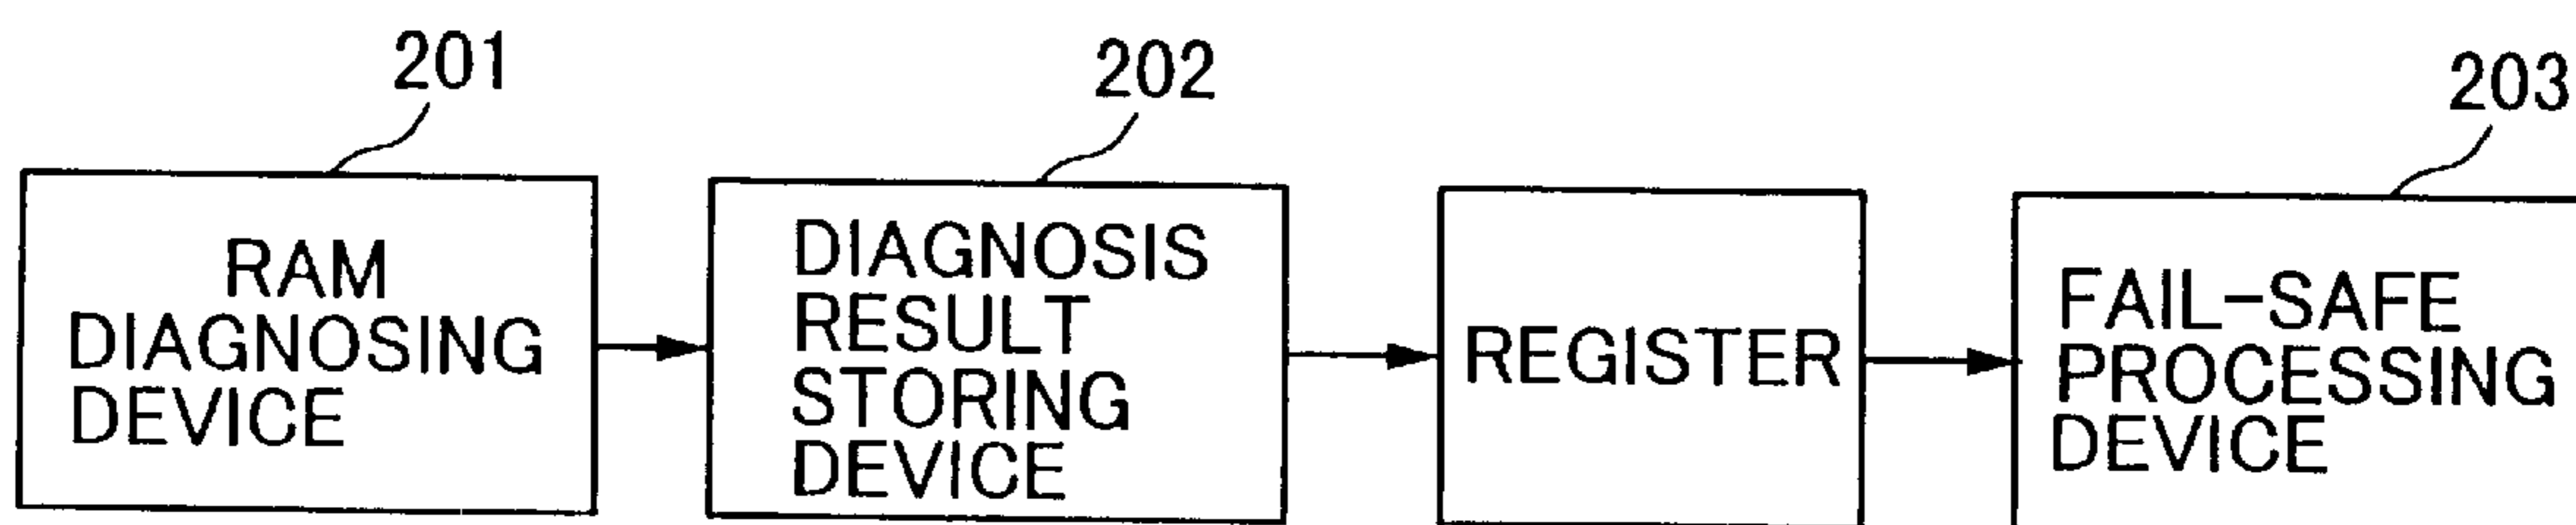 201
202
203
RAM
DIAGNOSING
DEVICE
DIAGNOSIS
RESULT
STORING
DEVICE
REGISTER
FAIL-SAFE
PROCESSING
DEVICE